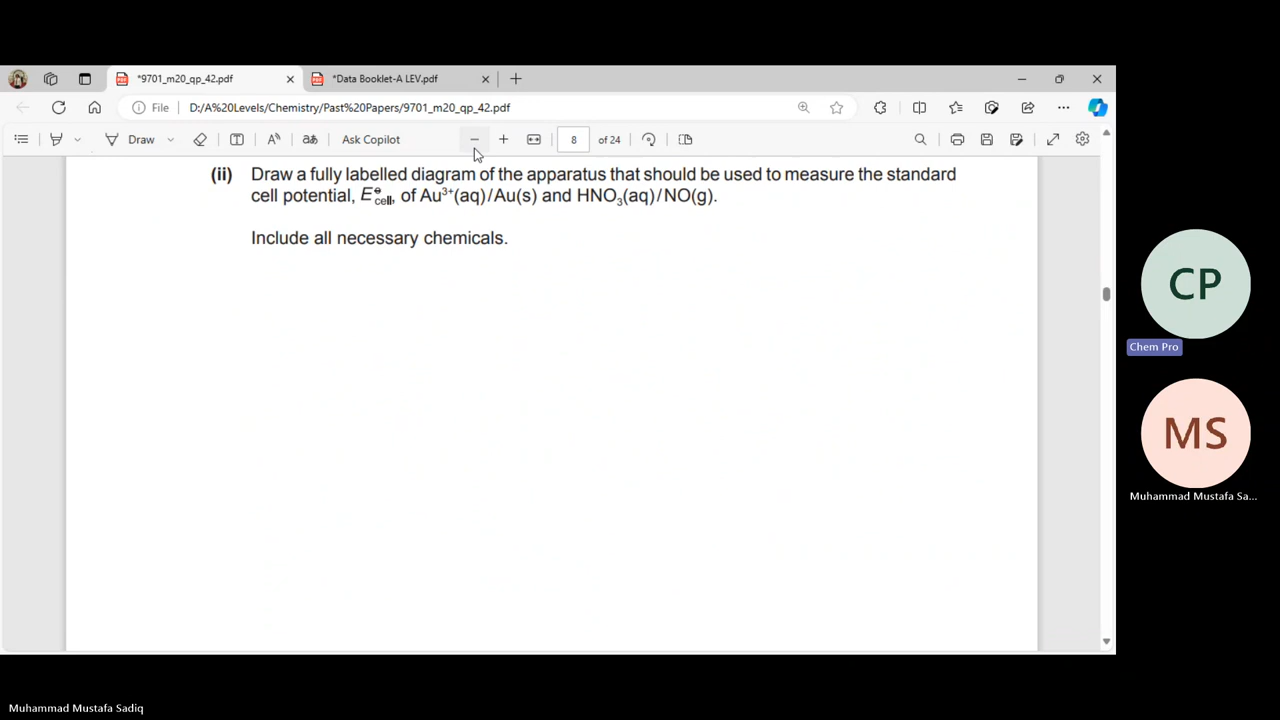 *9701_m20_qp_42.pdf
*Data Booklet-A LEV.pdf
File
D:/A%20Levels/Chemistry/Past%20Papers/9701_m20_qp_42.pdf
Draw
Ask Copilot
8 of 24
(ii) Draw a fully labelled diagram of the apparatus that should be used to measure the standard
cell potential, E⦵cell, of Au³⁺(aq)/Au(s) and HNO₃(aq)/NO(g).
Include all necessary chemicals.
CP
Chem Pro
MS
Muhammad Mustafa Sa...
Muhammad Mustafa Sadiq